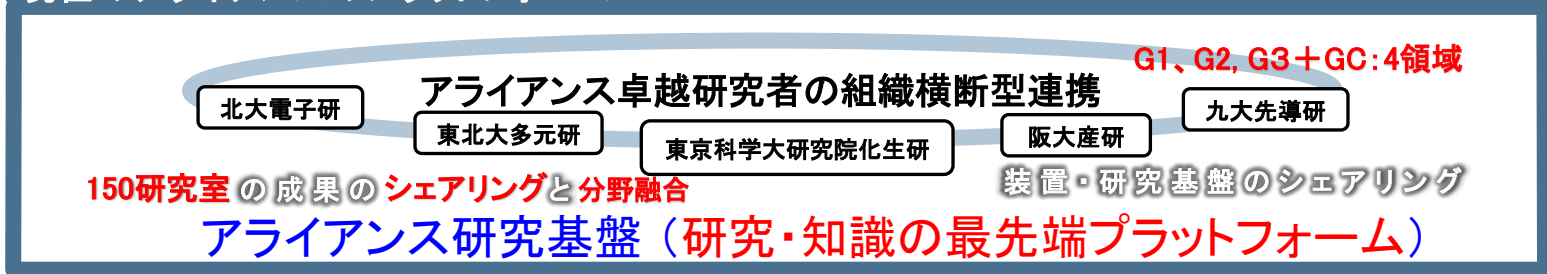 G1、G2, G3＋GC：4領域
アライアンス卓越研究者の組織横断型連携
北大電子研
東北大多元研
東京科学大研究院化生研
阪大産研
九大先導研
150研究室の成果のシェアリングと分野融合
装置・研究基盤のシェアリング
アライアンス研究基盤（研究・知識の最先端プラットフォーム）